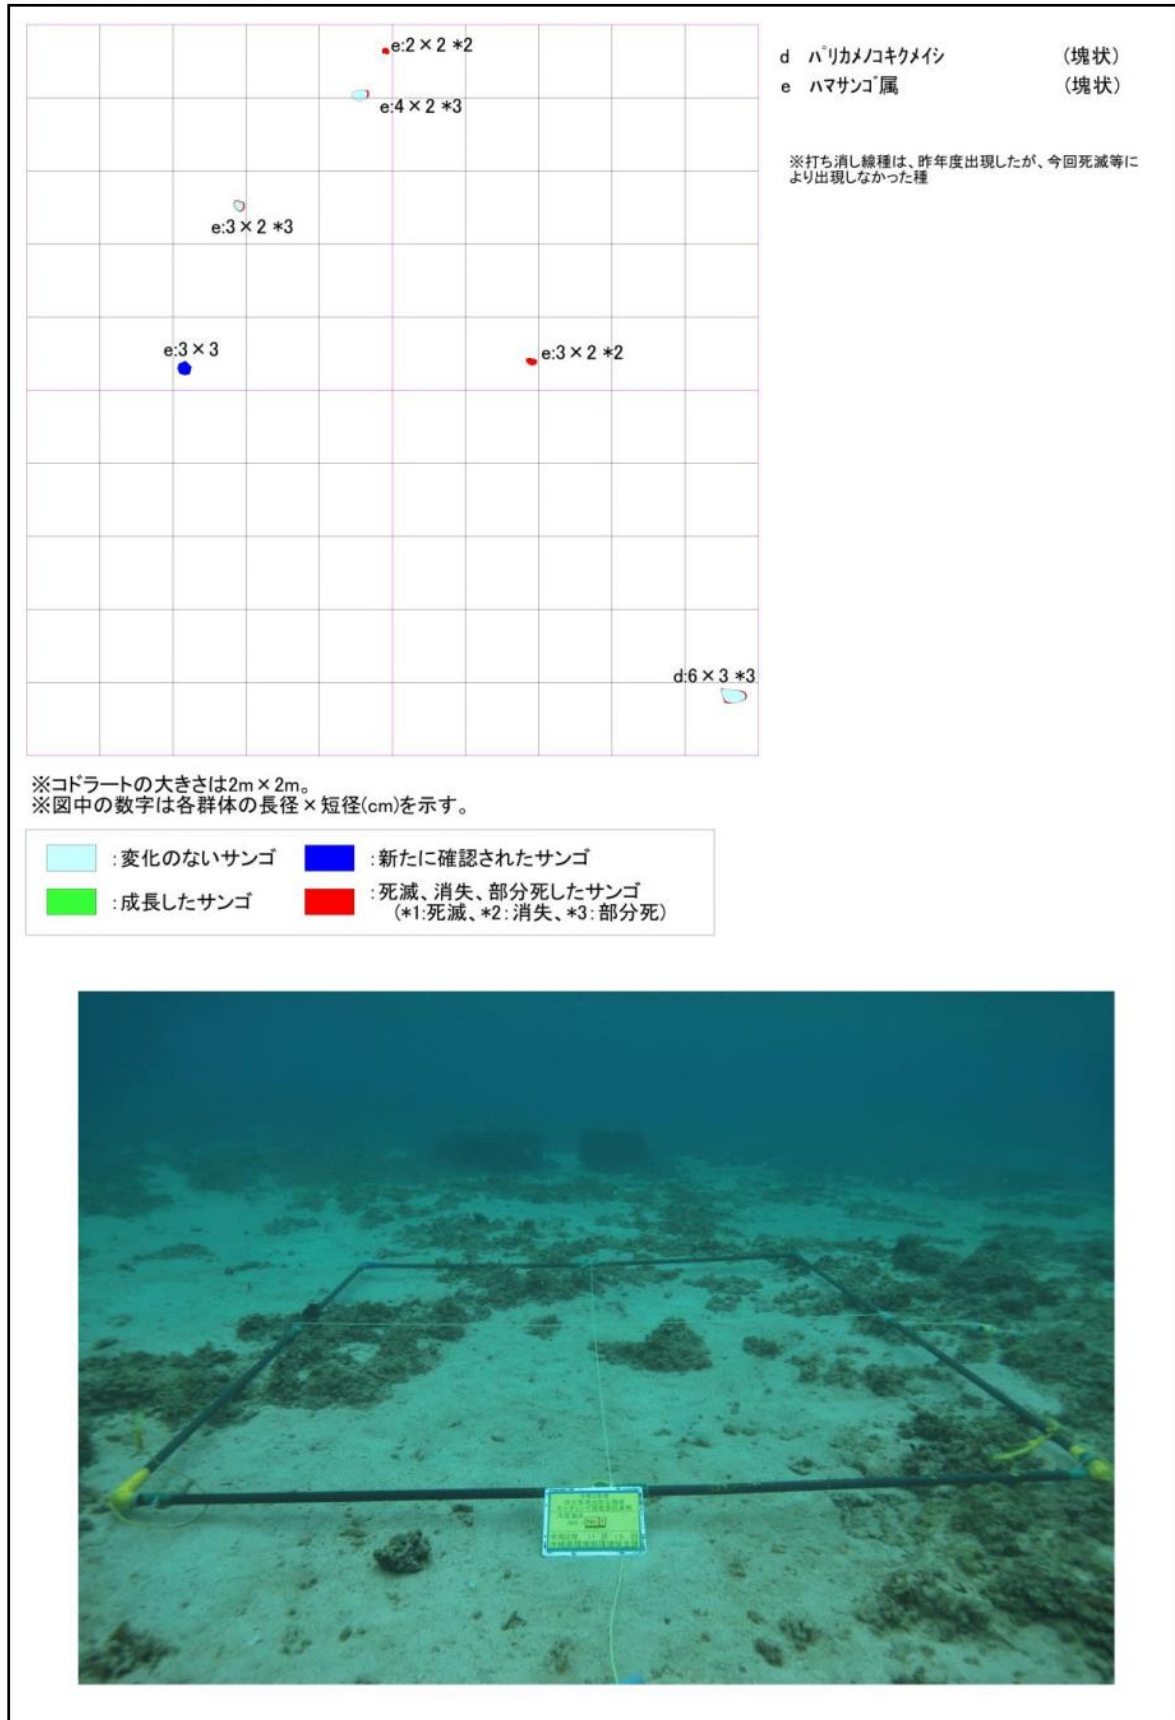 e:2×2 *2
e:4×2 *3
e:3×2 *3
e:3×3
e:3×2 *2
d:6×3 *3
d ﾊﾟﾘｶﾒﾉｺｷｸﾒｲｼ (塊状)
e ﾊﾏｻﾝｺﾞ属 (塊状)
※打ち消し線種は、昨年度出現したが、今回死滅等に
より出現しなかった種
※コドラートの大きさは2m×2m。
※図中の数字は各群体の長径×短径(cm)を示す。
:変化のないサンゴ
:新たに確認されたサンゴ
:成長したサンゴ
:死滅、消失、部分死したサンゴ
(*1:死滅、*2:消失、*3:部分死)